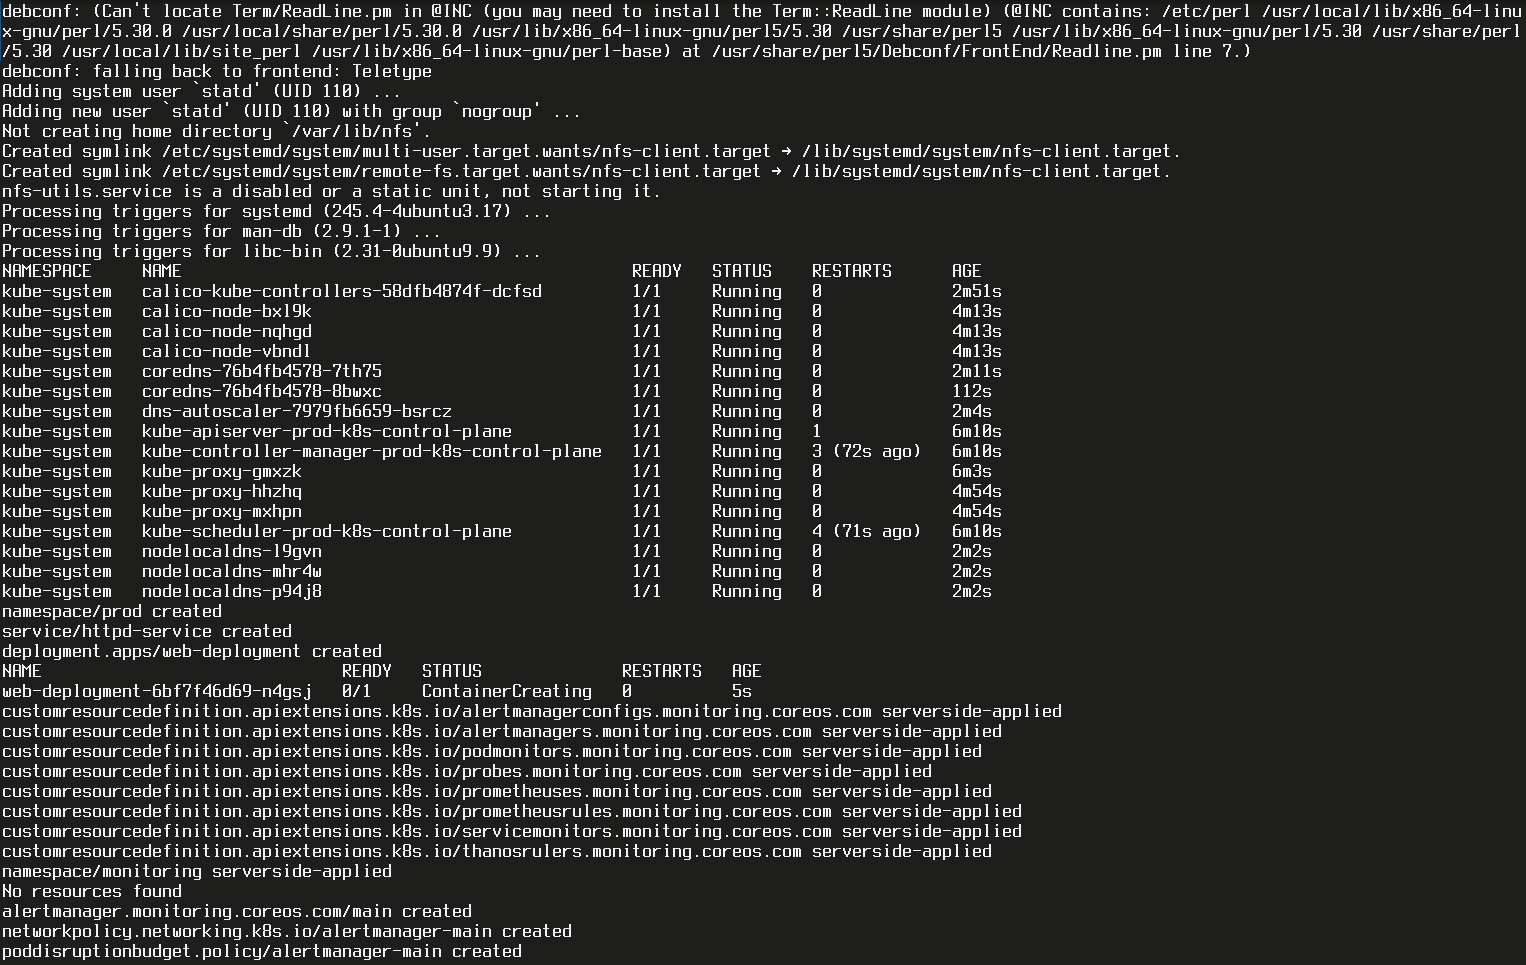 debconf: (Can't locate Term/ReadLine.pm in @INC (you may need to install the Term::ReadLine module) (@INC contains: /etc/perl /usr/local/lib/x86_64-linu
x-gnu/perl/5.30.0 /usr/local/share/perl/5.30.0 /usr/lib/x86_64-linux-gnu/perl5/5.30 /usr/share/perl5 /usr/lib/x86_64-linux-gnu/perl/5.30 /usr/share/perl
/5.30 /usr/local/lib/site_perl /usr/lib/x86_64-linux-gnu/perl-base) at /usr/share/perl5/Debconf/FrontEnd/Readline.pm line 7.)
debconf: falling back to frontend: Teletype
Adding system user `statd' (UID 110) ...
Adding new user `statd' (UID 110) with group `nogroup' ...
Not creating home directory `/var/lib/nfs'.
Created symlink /etc/systemd/system/multi-user.target.wants/nfs-client.target → /lib/systemd/system/nfs-client.target.
Created symlink /etc/systemd/system/remote-fs.target.wants/nfs-client.target → /lib/systemd/system/nfs-client.target.
nfs-utils.service is a disabled or a static unit, not starting it.
Processing triggers for systemd (245.4-4ubuntu3.17) ...
Processing triggers for man-db (2.9.1-1) ...
Processing triggers for libc-bin (2.31-0ubuntu9.9) ...
NAMESPACE NAME READY STATUS RESTARTS AGE
kube-system calico-kube-controllers-58dfb4874f-dcfsd 1/1 Running 0 2m51s
kube-system calico-node-bxl9k 1/1 Running 0 4m13s
kube-system calico-node-nqhgd 1/1 Running 0 4m13s
kube-system calico-node-vbndl 1/1 Running 0 4m13s
kube-system coredns-76b4fb4578-7th75 1/1 Running 0 2m11s
kube-system coredns-76b4fb4578-8bwxc 1/1 Running 0 112s
kube-system dns-autoscaler-7979fb6659-bsrcz 1/1 Running 0 2m4s
kube-system kube-apiserver-prod-k8s-control-plane 1/1 Running 1 6m10s
kube-system kube-controller-manager-prod-k8s-control-plane 1/1 Running 3 (72s ago) 6m10s
kube-system kube-proxy-gmxzk 1/1 Running 0 6m3s
kube-system kube-proxy-hhzhq 1/1 Running 0 4m54s
kube-system kube-proxy-mxhpn 1/1 Running 0 4m54s
kube-system kube-scheduler-prod-k8s-control-plane 1/1 Running 4 (71s ago) 6m10s
kube-system nodelocaldns-l9gvn 1/1 Running 0 2m2s
kube-system nodelocaldns-mhr4w 1/1 Running 0 2m2s
kube-system nodelocaldns-p94j8 1/1 Running 0 2m2s
namespace/prod created
service/httpd-service created
deployment.apps/web-deployment created
NAME READY STATUS RESTARTS AGE
web-deployment-6bf7f46d69-n4gsj 0/1 ContainerCreating 0 5s
customresourcedefinition.apiextensions.k8s.io/alertmanagerconfigs.monitoring.coreos.com serverside-applied
customresourcedefinition.apiextensions.k8s.io/alertmanagers.monitoring.coreos.com serverside-applied
customresourcedefinition.apiextensions.k8s.io/podmonitors.monitoring.coreos.com serverside-applied
customresourcedefinition.apiextensions.k8s.io/probes.monitoring.coreos.com serverside-applied
customresourcedefinition.apiextensions.k8s.io/prometheuses.monitoring.coreos.com serverside-applied
customresourcedefinition.apiextensions.k8s.io/prometheusrules.monitoring.coreos.com serverside-applied
customresourcedefinition.apiextensions.k8s.io/servicemonitors.monitoring.coreos.com serverside-applied
customresourcedefinition.apiextensions.k8s.io/thanosrulers.monitoring.coreos.com serverside-applied
namespace/monitoring serverside-applied
No resources found
alertmanager.monitoring.coreos.com/main created
networkpolicy.networking.k8s.io/alertmanager-main created
poddisruptionbudget.policy/alertmanager-main created